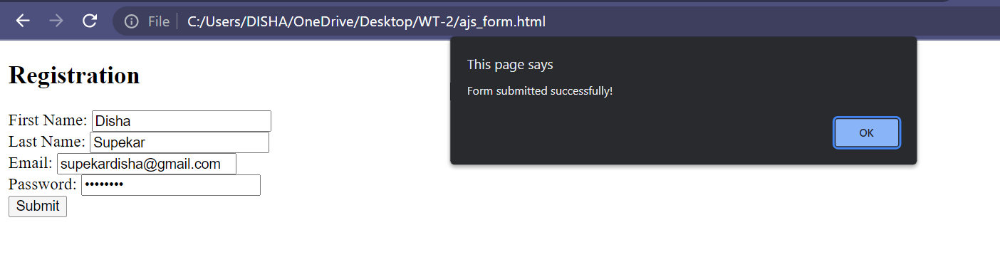 File C:/Users/DISHA/OneDrive/Desktop/WT-2/ajs_form.html
This page says
Form submitted successfully!
OK
Registration
First Name: Disha
Last Name: Supekar
Email: supekardisha@gmail.com
Password: ••••••••
Submit